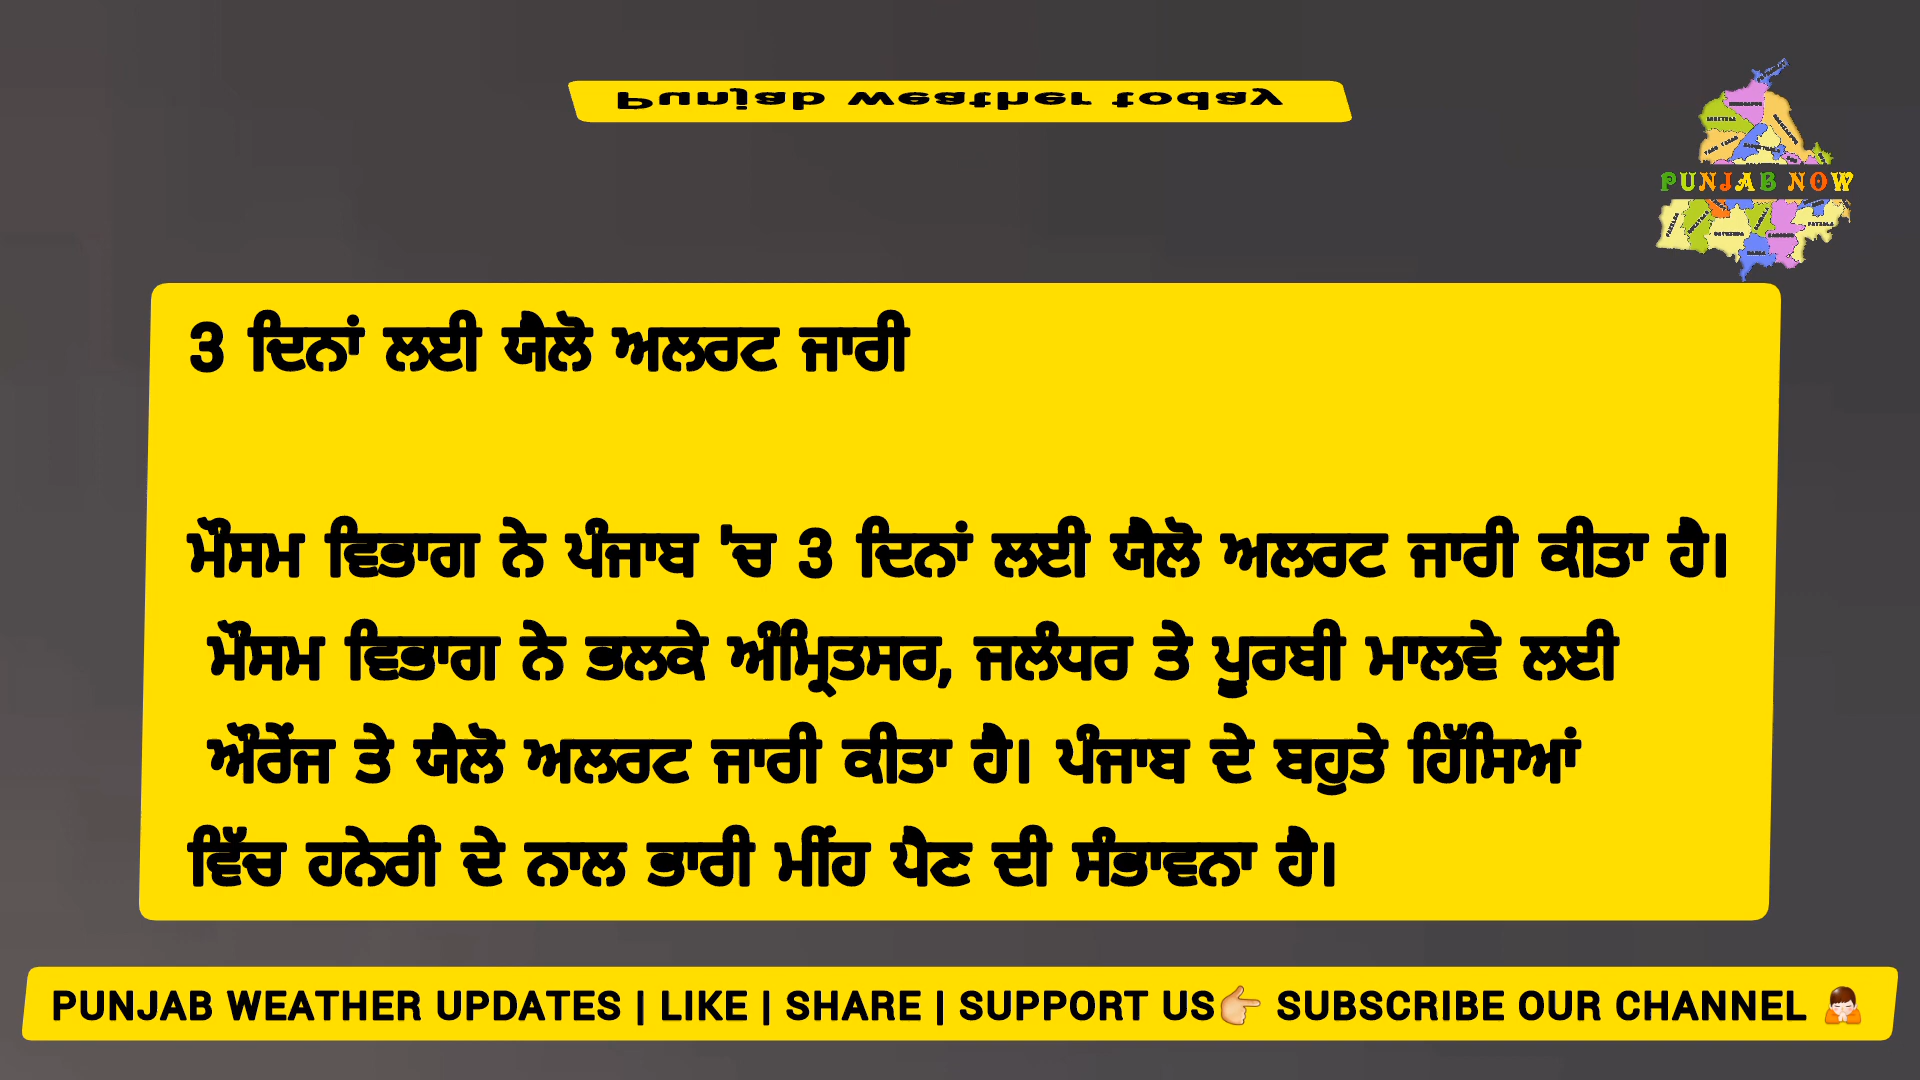 Punjab weather today
PUNJAB NOW
3 ਦਿਨਾਂ ਲਈ ਯੈਲੋ ਅਲਰਟ ਜਾਰੀ
ਮੌਸਮ ਵਿਭਾਗ ਨੇ ਪੰਜਾਬ 'ਚ 3 ਦਿਨਾਂ ਲਈ ਯੈਲੋ ਅਲਰਟ ਜਾਰੀ ਕੀਤਾ ਹੈ।
ਮੌਸਮ ਵਿਭਾਗ ਨੇ ਭਲਕੇ ਅੰਮ੍ਰਿਤਸਰ, ਜਲੰਧਰ ਤੇ ਪੂਰਬੀ ਮਾਲਵੇ ਲਈ
ਔਰੇਂਜ ਤੇ ਯੈਲੋ ਅਲਰਟ ਜਾਰੀ ਕੀਤਾ ਹੈ। ਪੰਜਾਬ ਦੇ ਬਹੁਤੇ ਹਿੱਸਿਆਂ
ਵਿੱਚ ਹਨੇਰੀ ਦੇ ਨਾਲ ਭਾਰੀ ਮੀਂਹ ਪੈਣ ਦੀ ਸੰਭਾਵਨਾ ਹੈ।
PUNJAB WEATHER UPDATES | LIKE | SHARE | SUPPORT US👉 SUBSCRIBE OUR CHANNEL 🙏